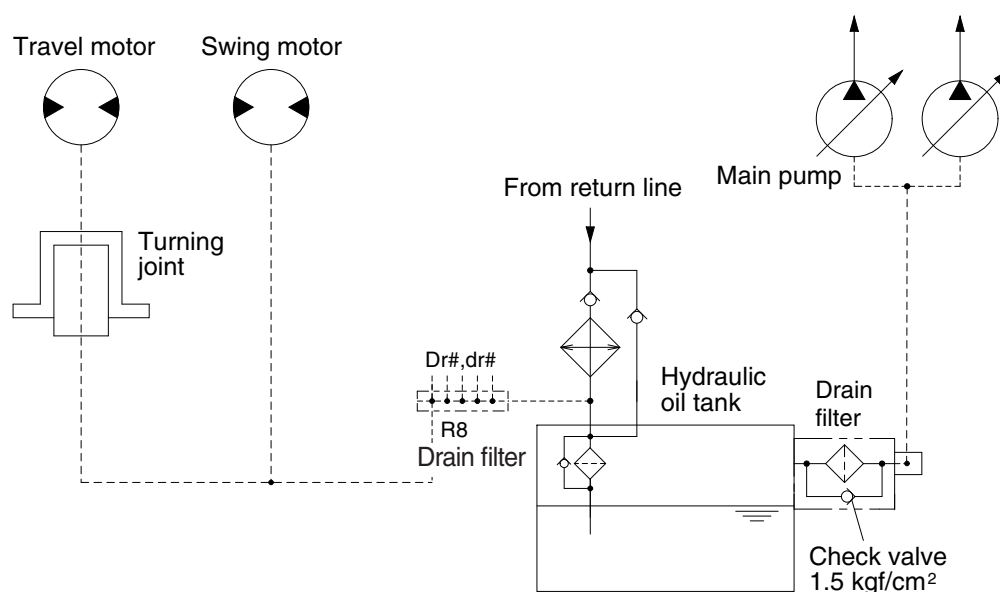 Travel motor
Swing motor
Main pump
From return line
Turning
joint
Dr#,dr#
R8
Drain filter
Hydraulic
oil tank
Drain
filter
Check valve
1.5 kgf/cm²